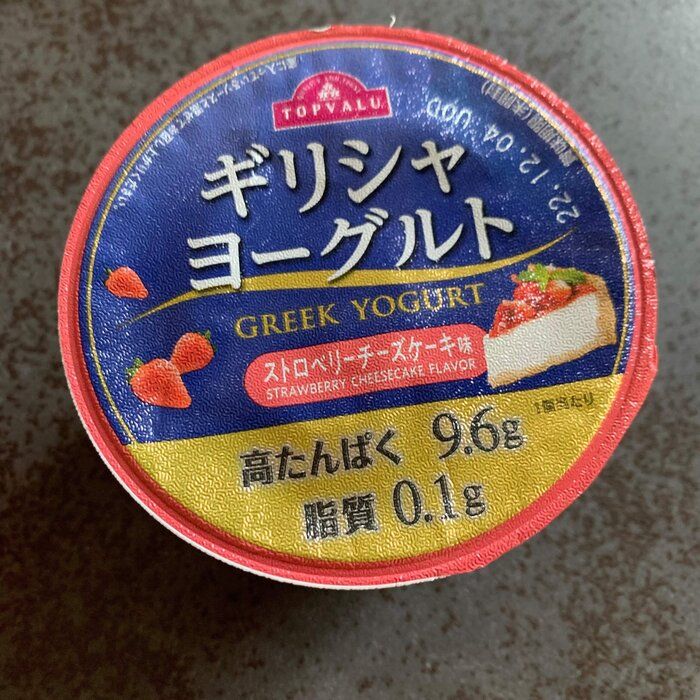 TOPVALU
ギリシャ
ヨーグルト
GREEK YOGURT
ストロベリーチーズケーキ味
STRAWBERRY CHEESECAKE FLAVOR
1個当たり
高たんぱく 9.6g
脂質 0.1g
22.12.04 UOD